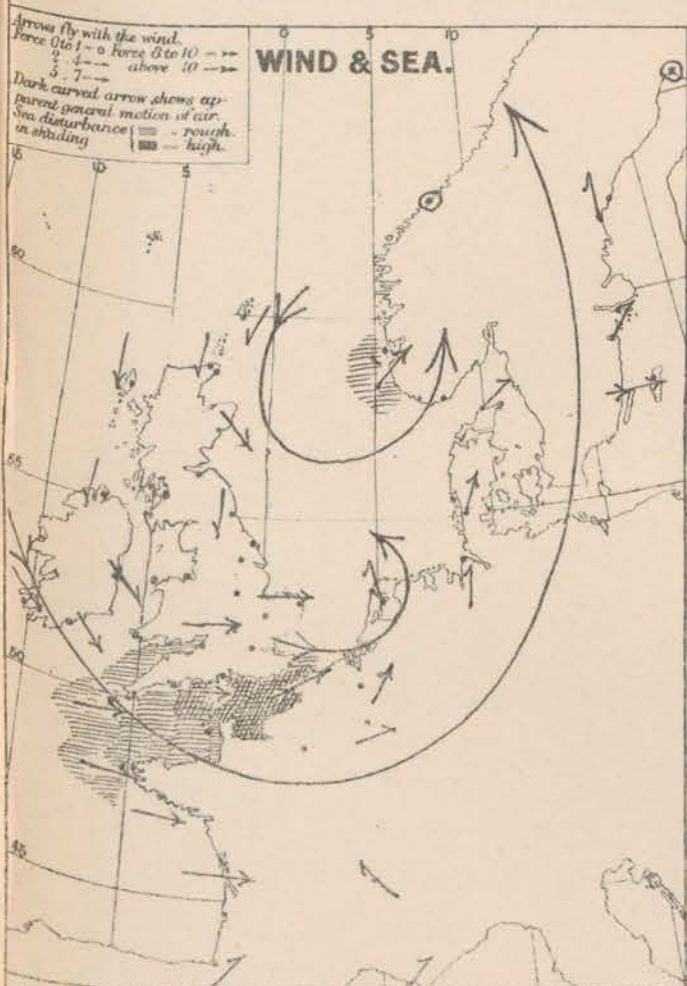 Arrows fly with the wind.
Force 0 to 1 - o Force 8 to 10
2 . 4 above 10
5 . 7
Dark curved arrow shows ap-
parent general motion of air.
Sea disturbance - rough.
in shading - high.
WIND & SEA.
0 5 10
15 10 5
60
55
50
45